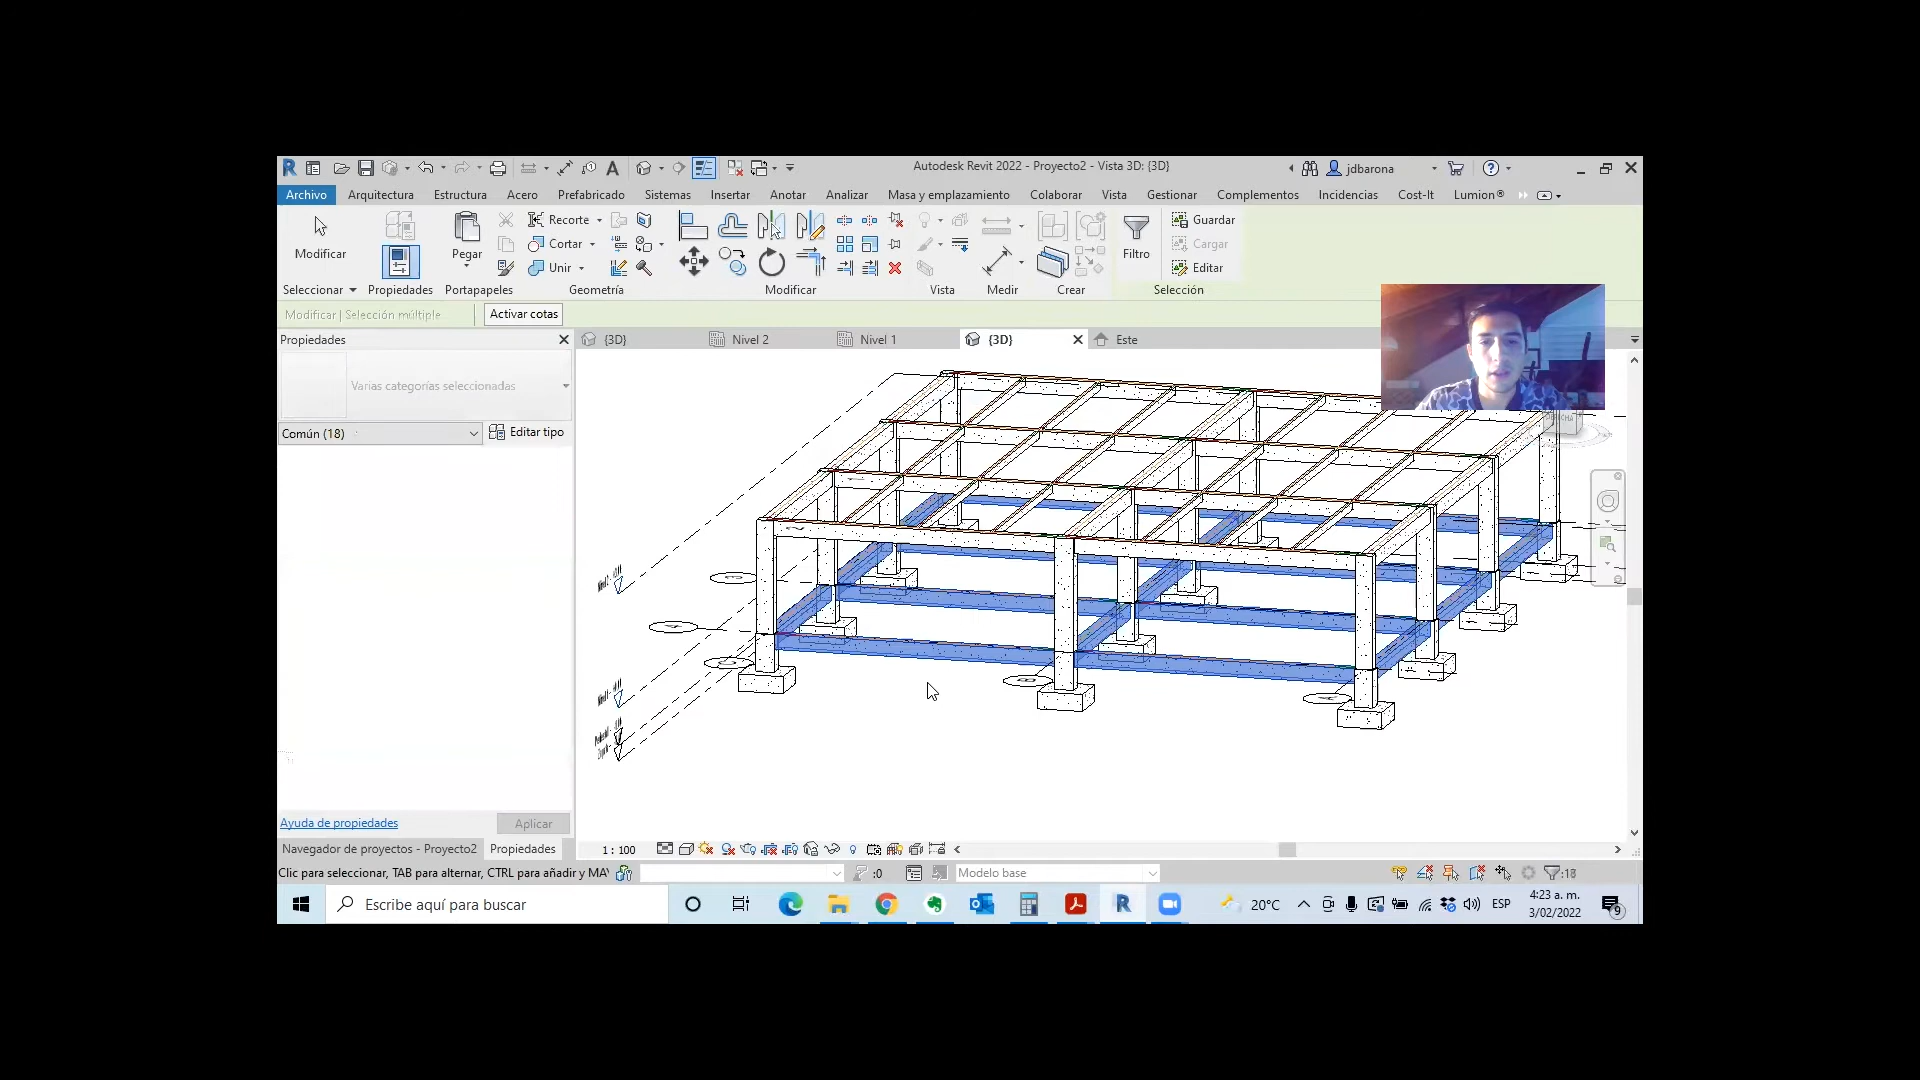 Autodesk Revit 2022 - Proyecto2 - Vista 3D: {3D}
jdbarona
Archivo Arquitectura Estructura Acero Prefabricado Sistemas Insertar Anotar Analizar Masa y emplazamiento Colaborar Vista Gestionar Complementos Incidencias Cost-It Lumion®
Modificar
Pegar
Recorte
Cortar
Unir
Filtro
Guardar
Cargar
Editar
Seleccionar Propiedades Portapapeles Geometría Modificar Vista Medir Crear Selección
Modificar | Selección múltiple Activar cotas
Propiedades
{3D} Nivel 2 Nivel 1 {3D} Este
Varias categorías seleccionadas
Común (18) Editar tipo
Ayuda de propiedades Aplicar
Navegador de proyectos - Proyecto2 Propiedades
1 : 100
Clic para seleccionar, TAB para alternar, CTRL para añadir y MAY
:0
Modelo base
:18
Escribe aquí para buscar
20°C
ESP
4:23 a. m.
3/02/2022
9